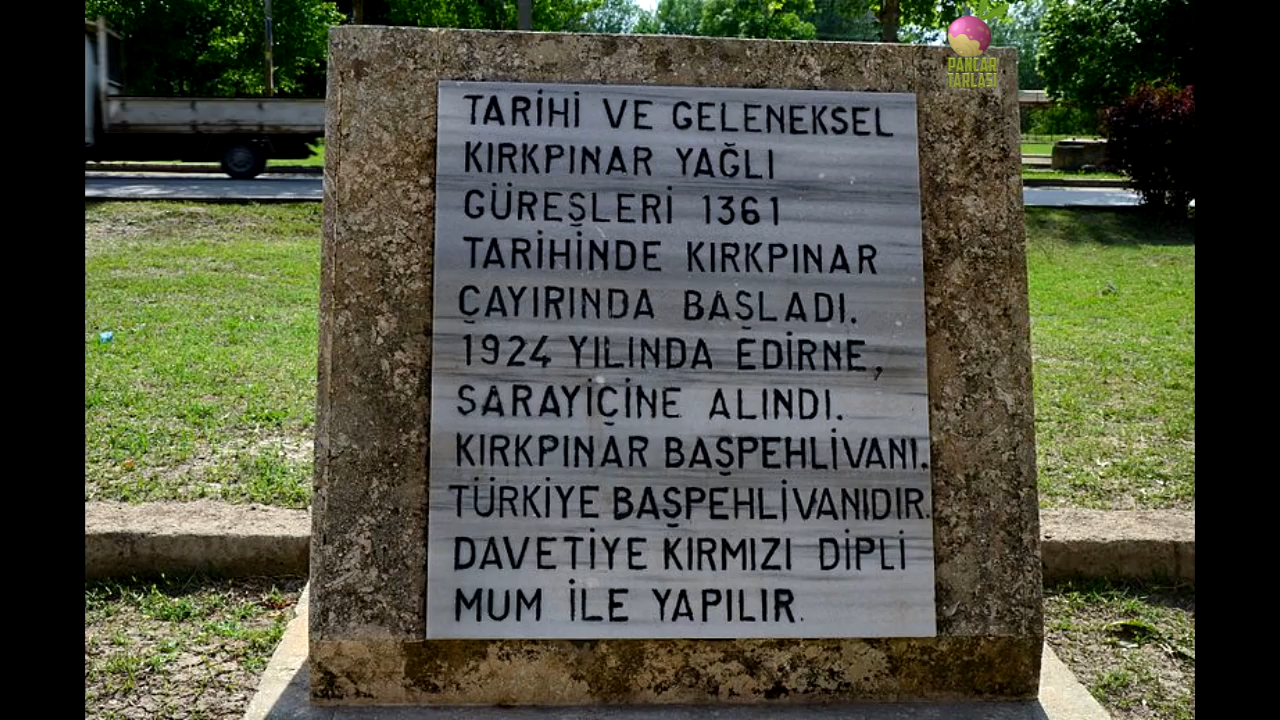 PANCAR
TARLASI
TARİHİ VE GELENEKSEL
KIRKPINAR YAĞLI
GÜREŞLERİ 1361
TARİHİNDE KIRKPINAR
ÇAYIRINDA BAŞLADI.
1924 YILINDA EDİRNE,
SARAYİÇİNE ALINDI.
KIRKPINAR BAŞPEHLİVANI.
TÜRKİYE BAŞPEHLİVANIDIR.
DAVETİYE KIRMIZI DİPLİ
MUM İLE YAPILIR.